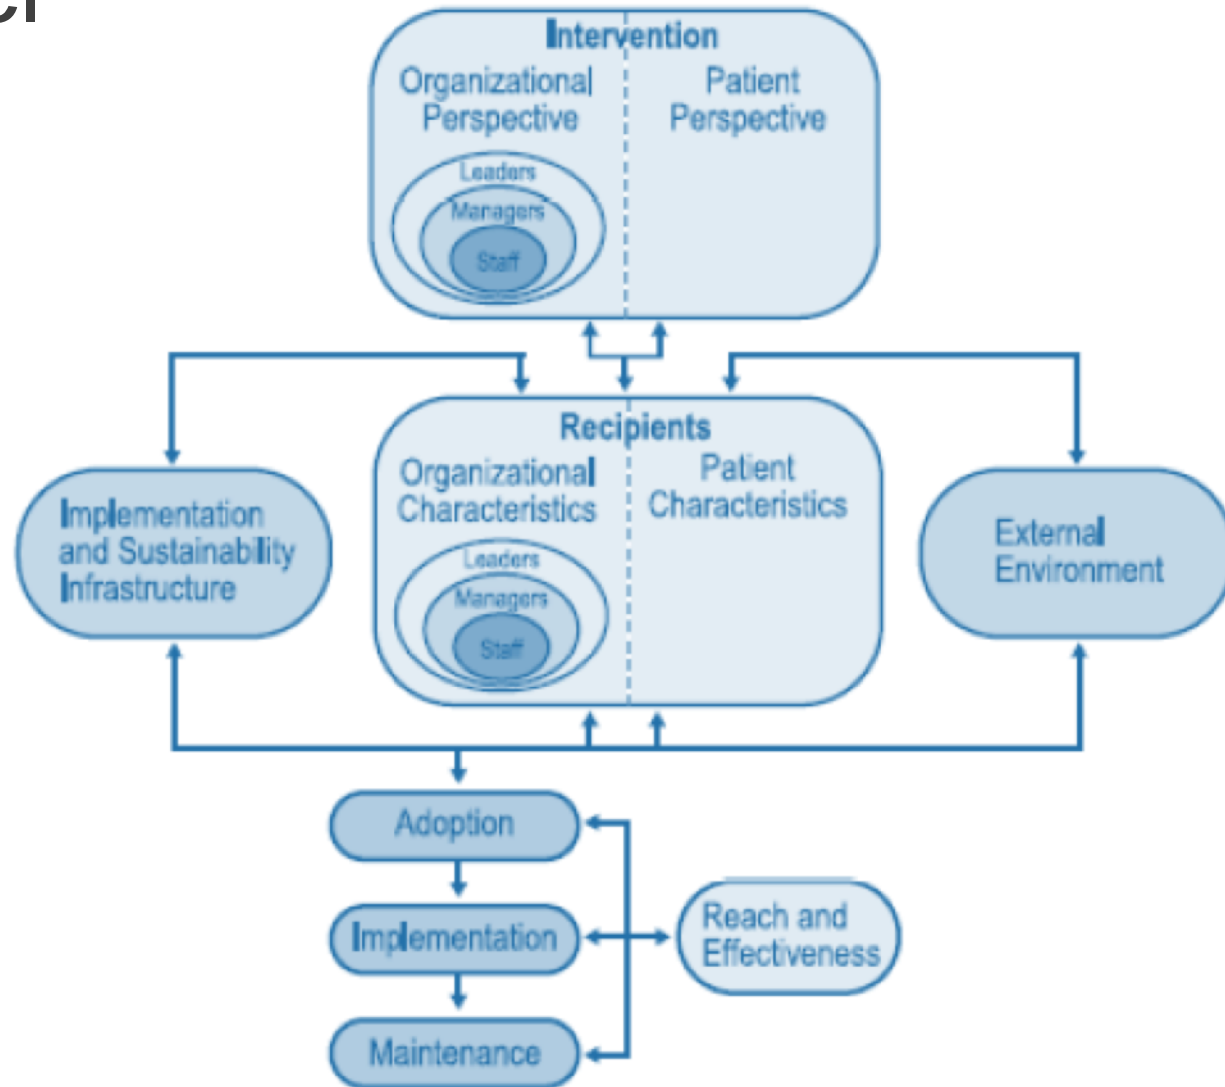 Intervention
Organizational
Perspective
Patient
Perspective
Leaders
Managers
Staff
Recipients
Organizational
Characteristics
Patient
Characteristics
Leaders
Managers
Staff
Implementation
and Sustainability
Infrastructure
External
Environment
Adoption
Implementation
Maintenance
Reach and
Effectiveness